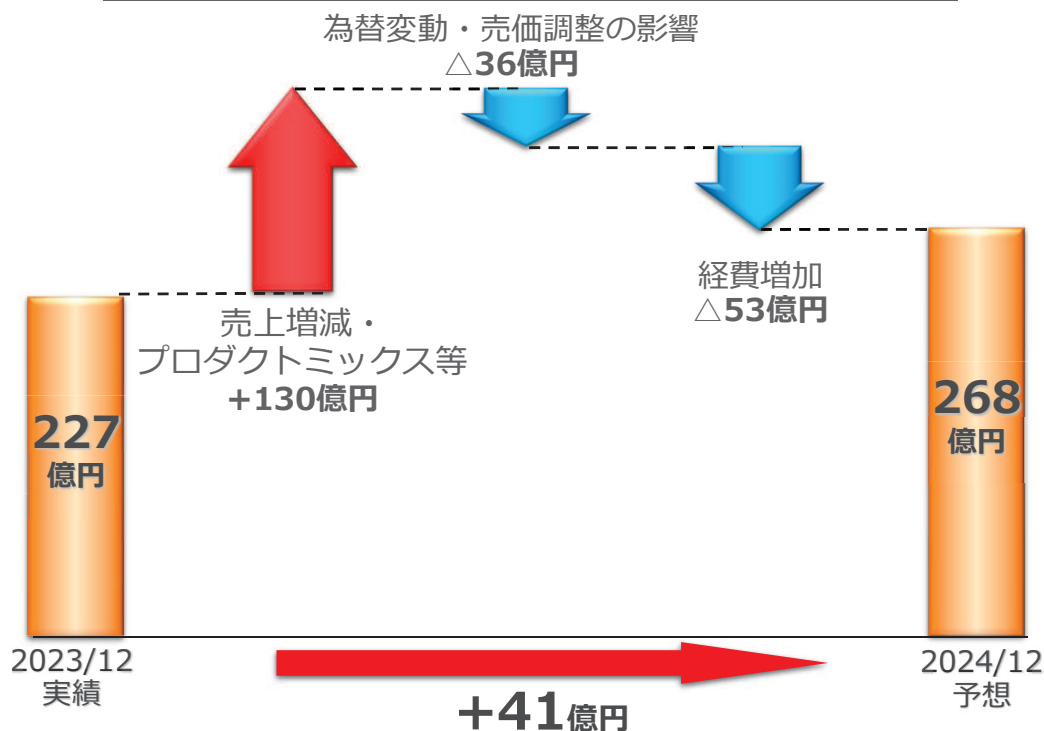 為替変動・売価調整の影響
△36億円
売上増減・
プロダクトミックス等
+130億円
経費増加
△53億円
227
億円
268
億円
2023/12
実績
2024/12
予想
+41億円